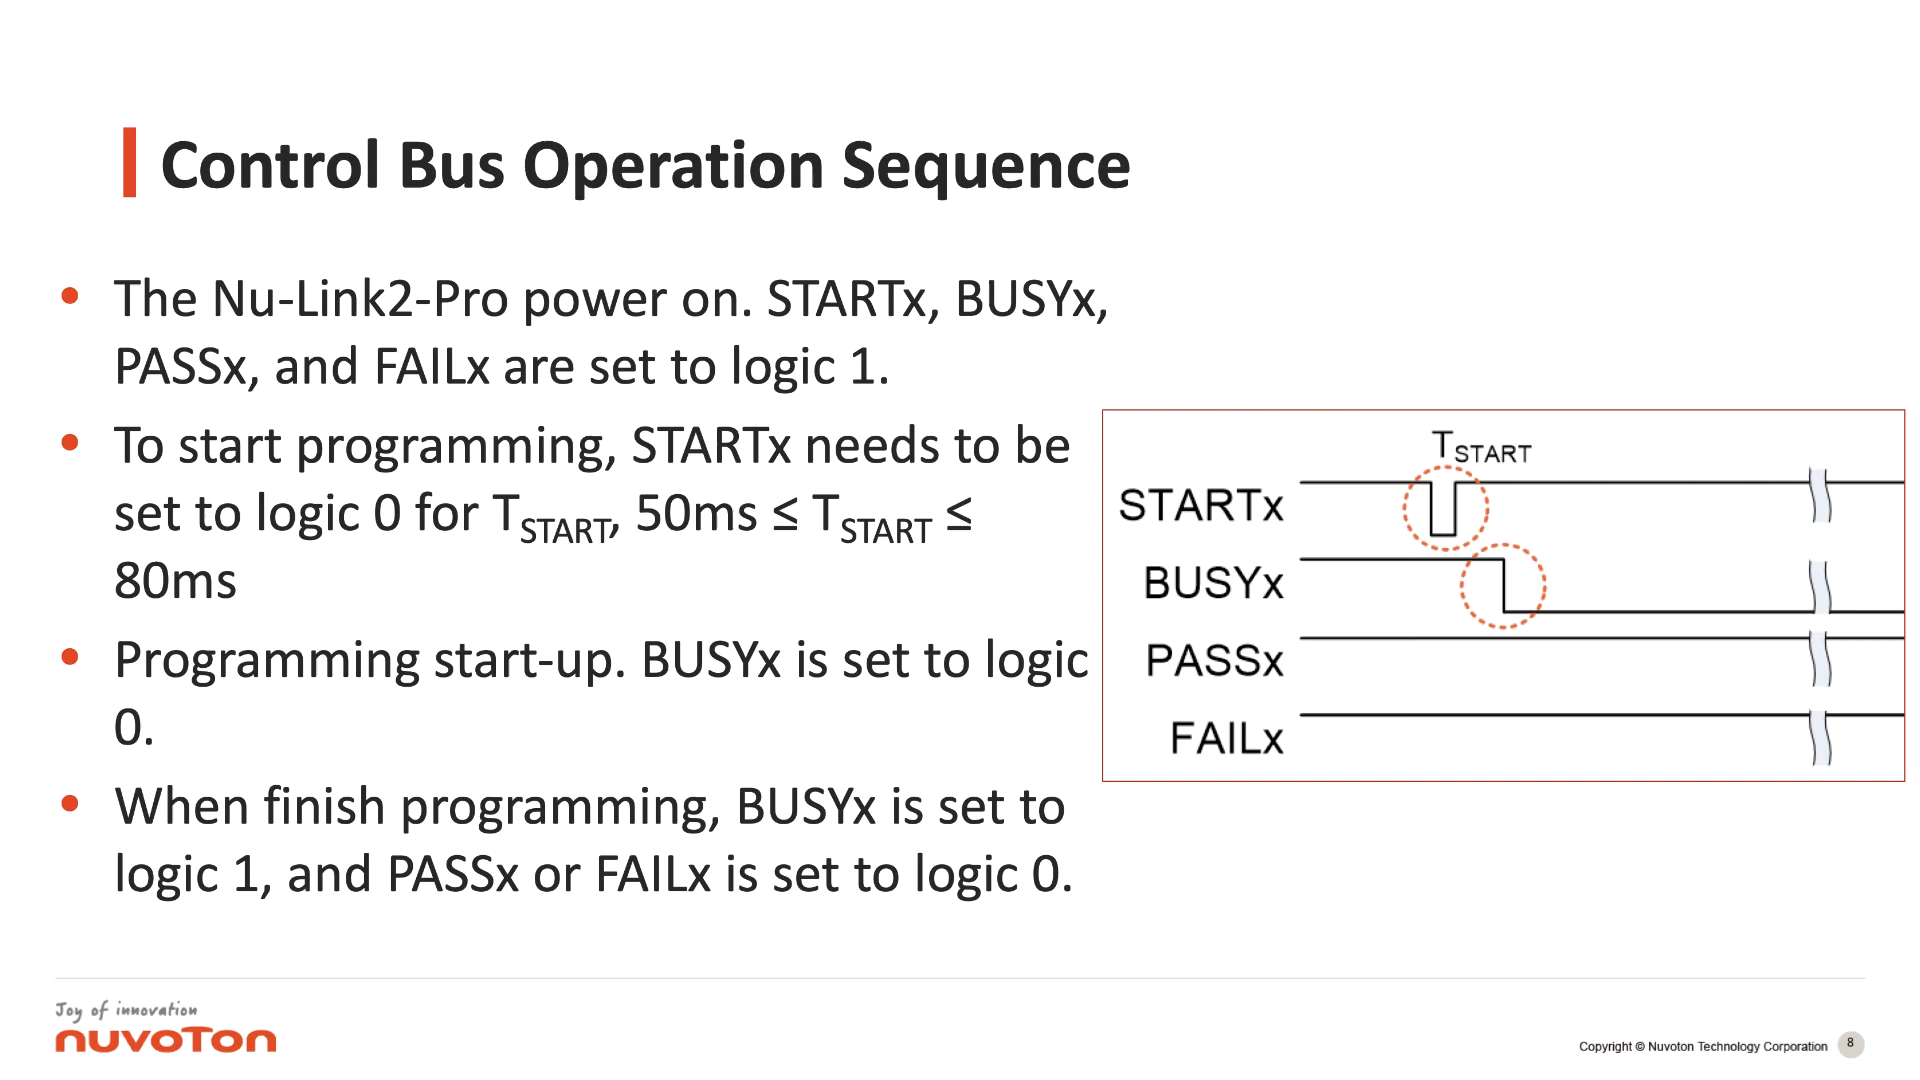 Control Bus Operation Sequence
• The Nu-Link2-Pro power on. STARTx, BUSYx,
PASSx, and FAILx are set to logic 1.
• To start programming, STARTx needs to be
set to logic 0 for TSTART, 50ms ≤ TSTART ≤
80ms
• Programming start-up. BUSYx is set to logic
0.
• When finish programming, BUSYx is set to
logic 1, and PASSx or FAILx is set to logic 0.
TSTART
STARTx
BUSYx
PASSx
FAILx
Joy of innovation
nuvoTon
Copyright © Nuvoton Technology Corporation 8